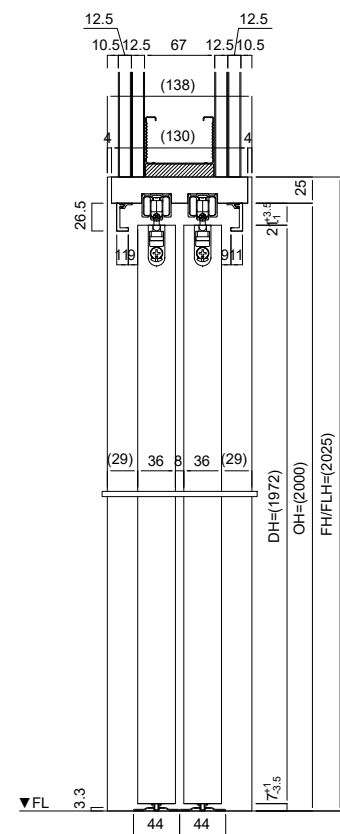 12.5 12.5
10.5 12.5 67 12.5 10.5
(138)
4 (130) 4
25
26.5
21 +3.5 -1
11 9 9 11
(29) 36 8 36 (29)
DH=(1972)
OH=(2000)
FH/FLH=(2025)
▼FL
3.3
7 +1 -3.5
44 44